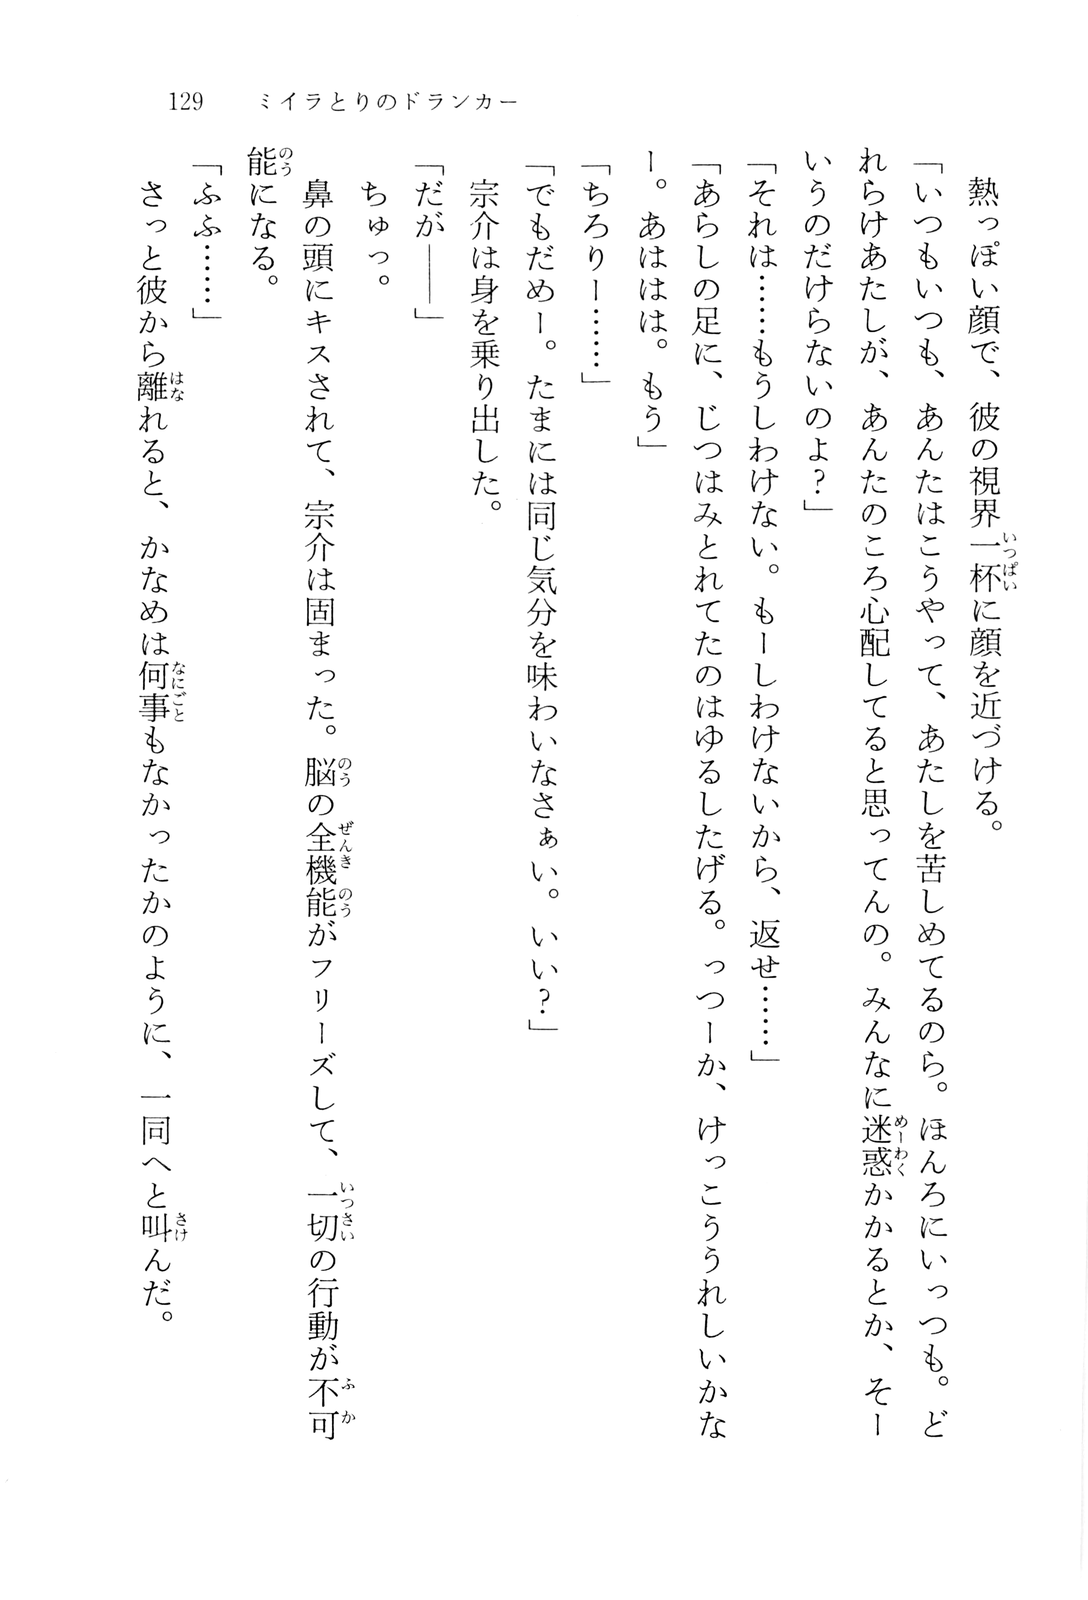 129　ミイラとりのドランカー
　熱っぽい顔で、彼の視界一杯に顔を近づける。
「いつもいつも、あんたはこうやって、あたしを苦しめてるのら。ほんろにいっつも。ど
れらけあたしが、あんたのころ心配してると思ってんの。みんなに迷惑かかるとか、そー
いうのだけらないのよ？」
「それは……もうしわけない。もーしわけないから、返せ……」
「あらしの足に、じつはみとれてたのはゆるしたげる。っつーか、けっこううれしいかな
ー。あははは。もう」
「ちろりー……」
「でもだめー。たまには同じ気分を味わいなさぁい。いい？」
　宗介は身を乗り出した。
「だが――」
　ちゅっ。
　鼻の頭にキスされて、宗介は固まった。脳の全機能がフリーズして、一切の行動が不可
能になる。
「ふふ……」
　さっと彼から離れると、かなめは何事もなかったかのように、一同へと叫んだ。